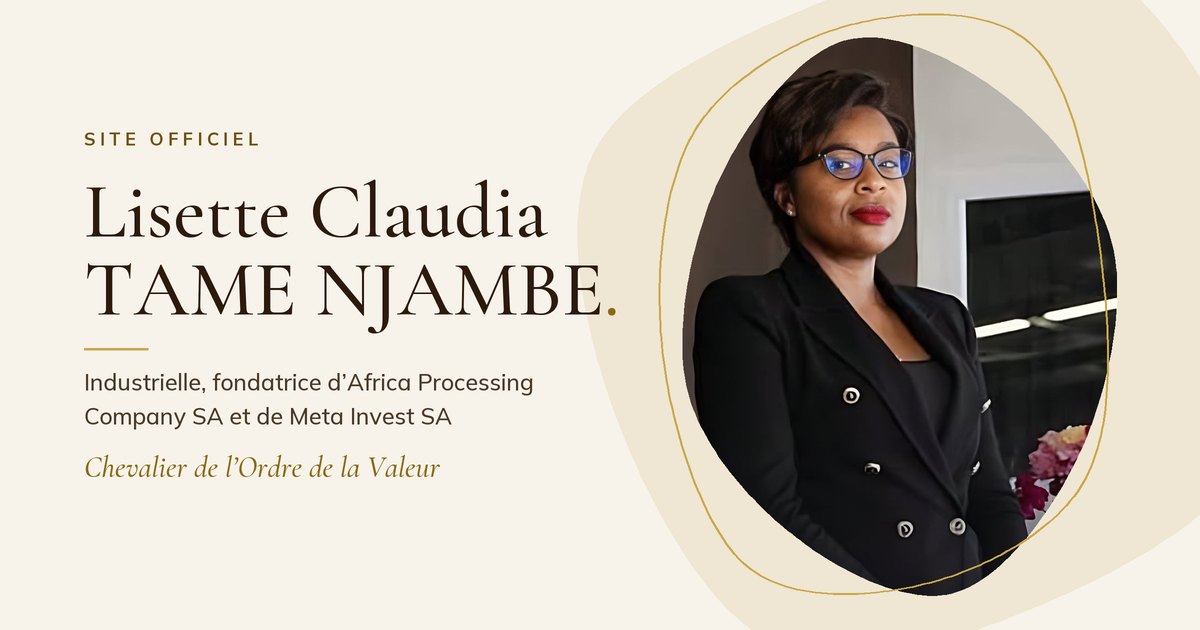 SITE OFFICIEL
Lisette Claudia
TAME NJAMBE.
Industrielle, fondatrice d’Africa Processing
Company SA et de Meta Invest SA
Chevalier de l’Ordre de la Valeur